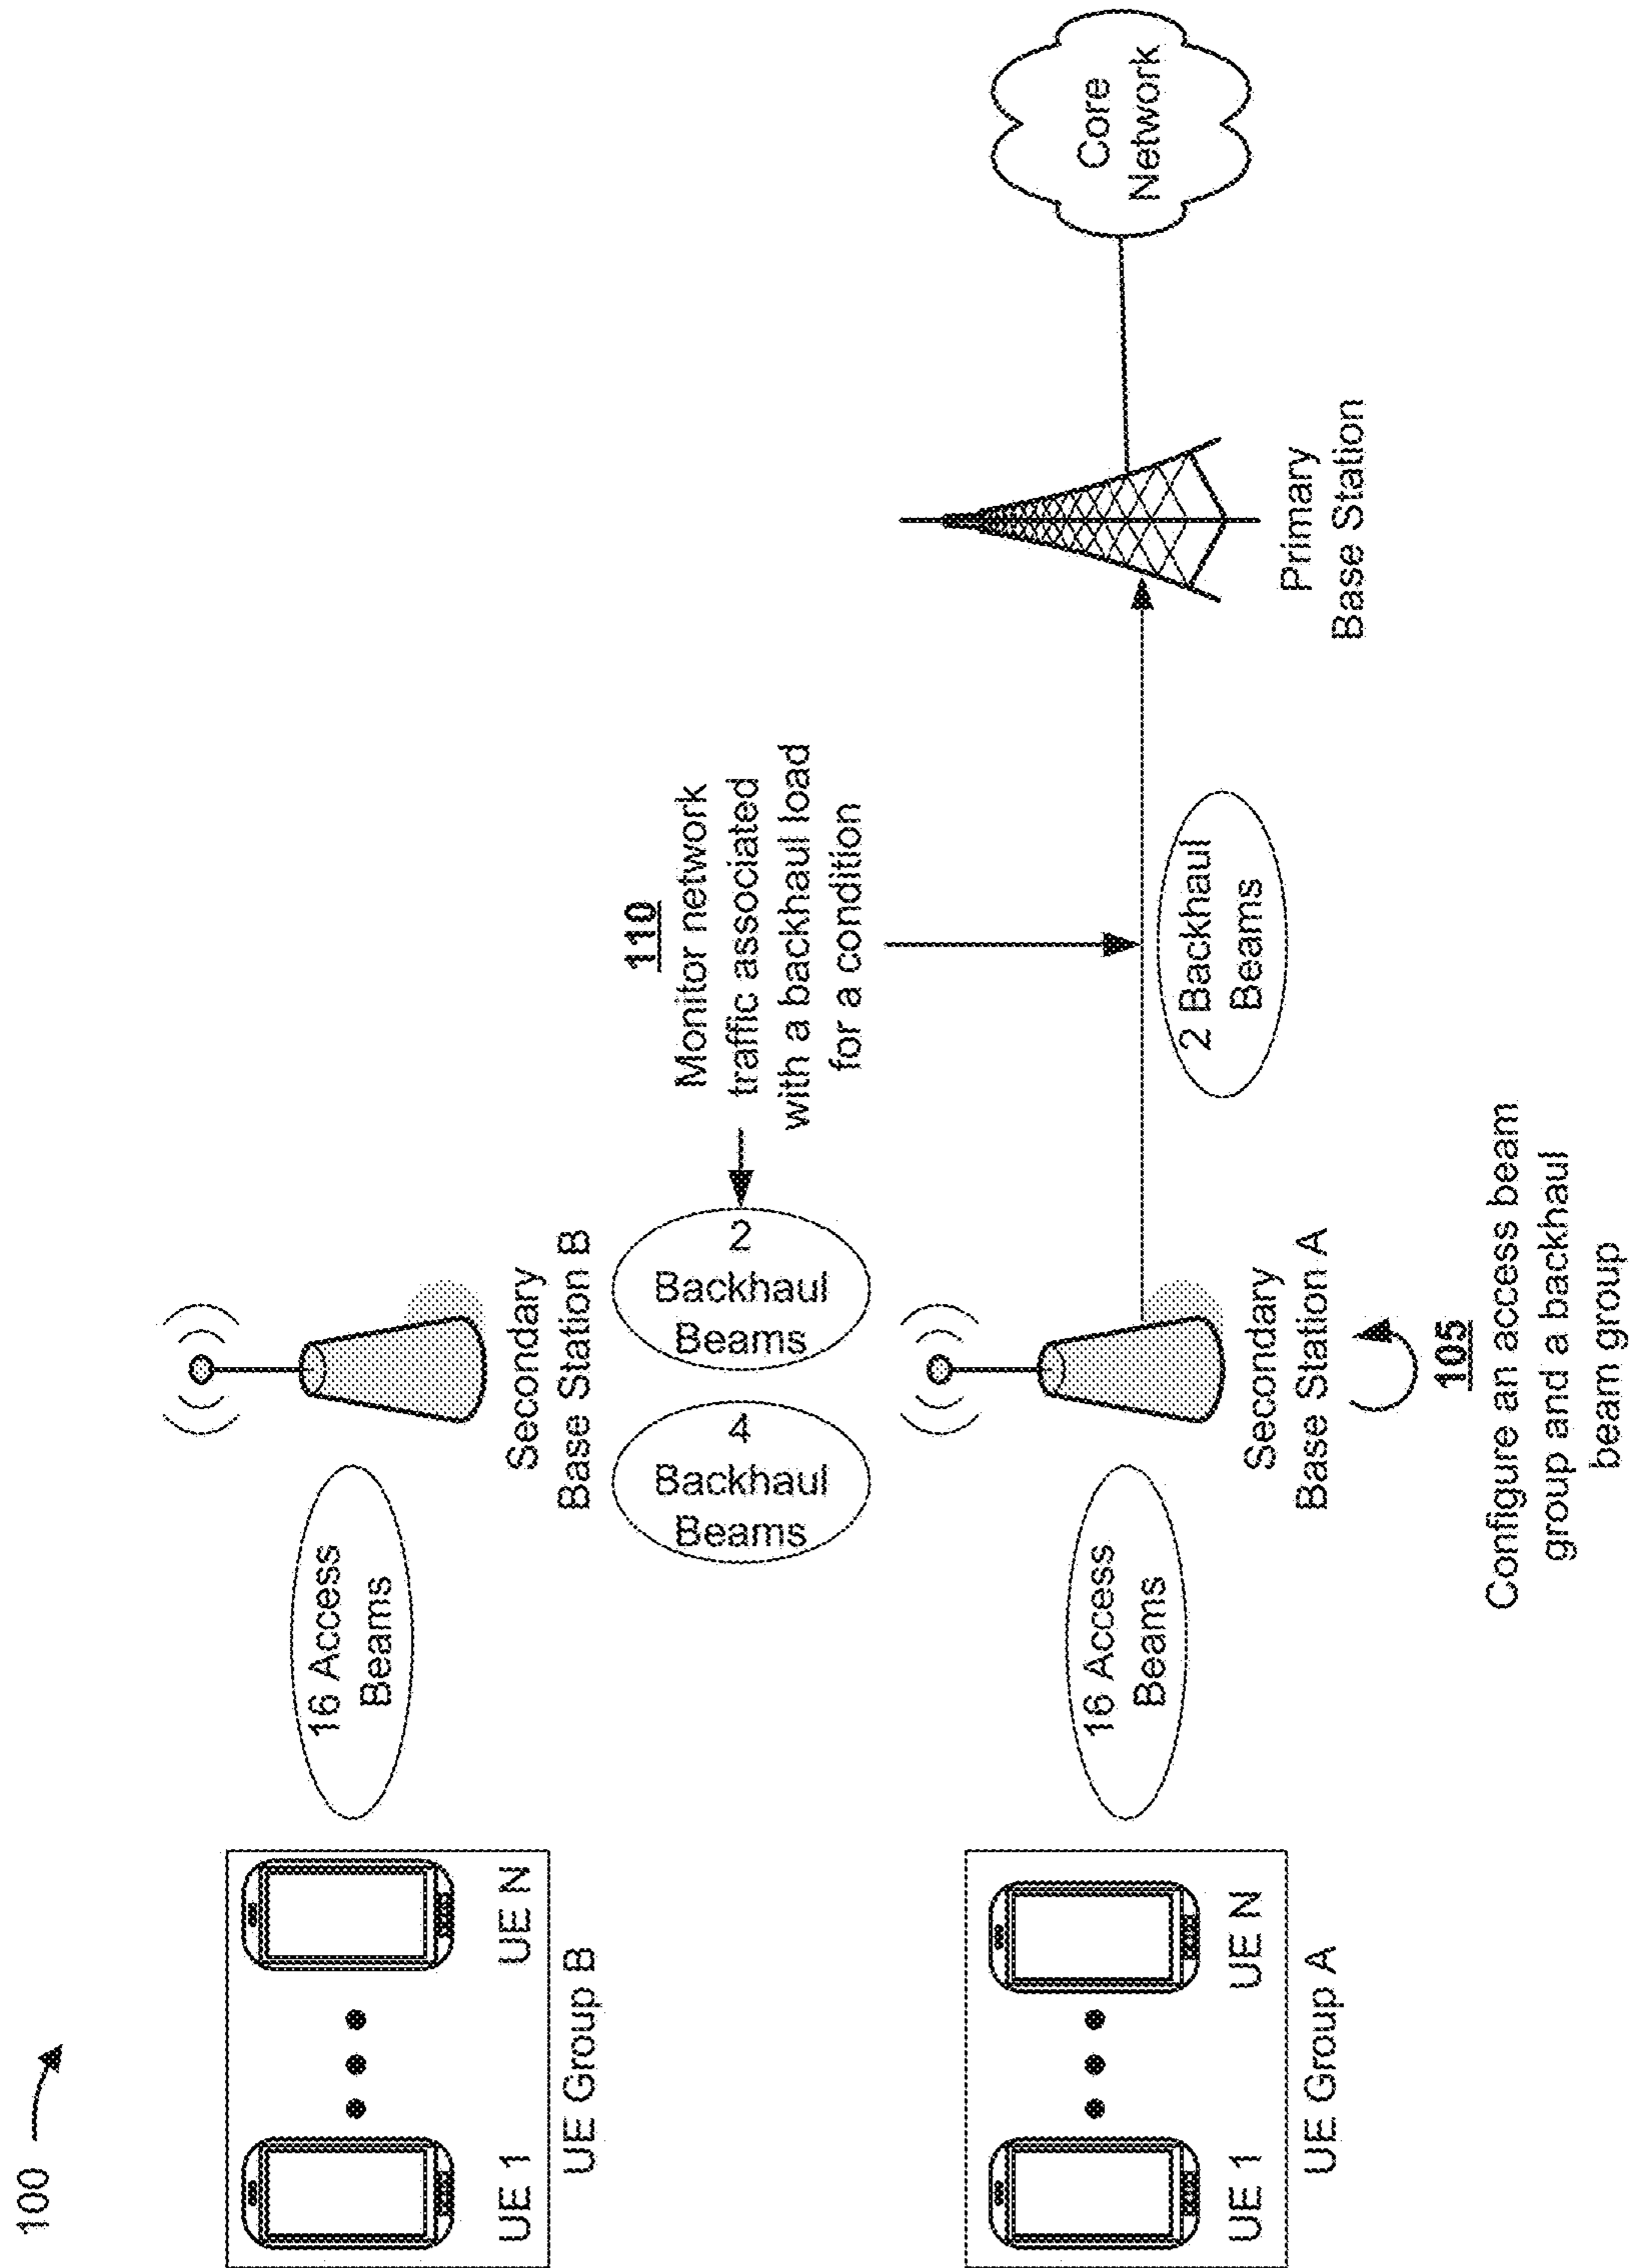 100
UE 1
UE N
UE Group B
16 Access
Beams
Secondary
Base Station B
4
Backhaul
Beams
2
Backhaul
Beams
110
Monitor network
traffic associated
with a backhaul load
for a condition
UE 1
UE N
UE Group A
16 Access
Beams
Secondary
Base Station A
105
Configure an access beam
group and a backhaul
beam group
2 Backhaul
Beams
Primary
Base Station
Core
Network